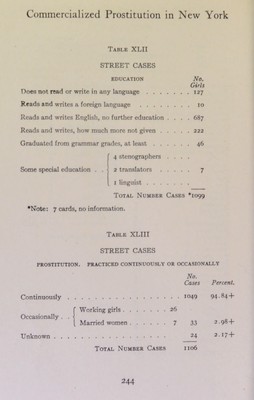 Commercialized Prostitution in New York
TABLE XLII
STREET CASES
EDUCATION No. Girls
Does not read or write in any language . . . . . . . 127
Reads and writes a foreign language . . . . . . . 10
Reads and writes English, no further education . . . . 687
Reads and writes, how much more not given . . . . . 222
Graduated from grammar grades, at least . . . . . . 46
4 stenographers . . . .
Some special education . . 2 translators . . . . . 7
1 linguist . . . . . . .
TOTAL NUMBER CASES *1099
*Note: 7 cards, no information.
TABLE XLIII
STREET CASES
PROSTITUTION. PRACTICED CONTINUOUSLY OR OCCASIONALLY
No. Cases Percent.
Continuously . . . . . . . . . . . . . . . . 1049 94.84+
Working girls . . . . . . . 26
Occasionally . . Married women . . . . . . . 7 33 2.98+
Unknown . . . . . . . . . . . . . . . . . . 24 2.17+
TOTAL NUMBER CASES 1106
244